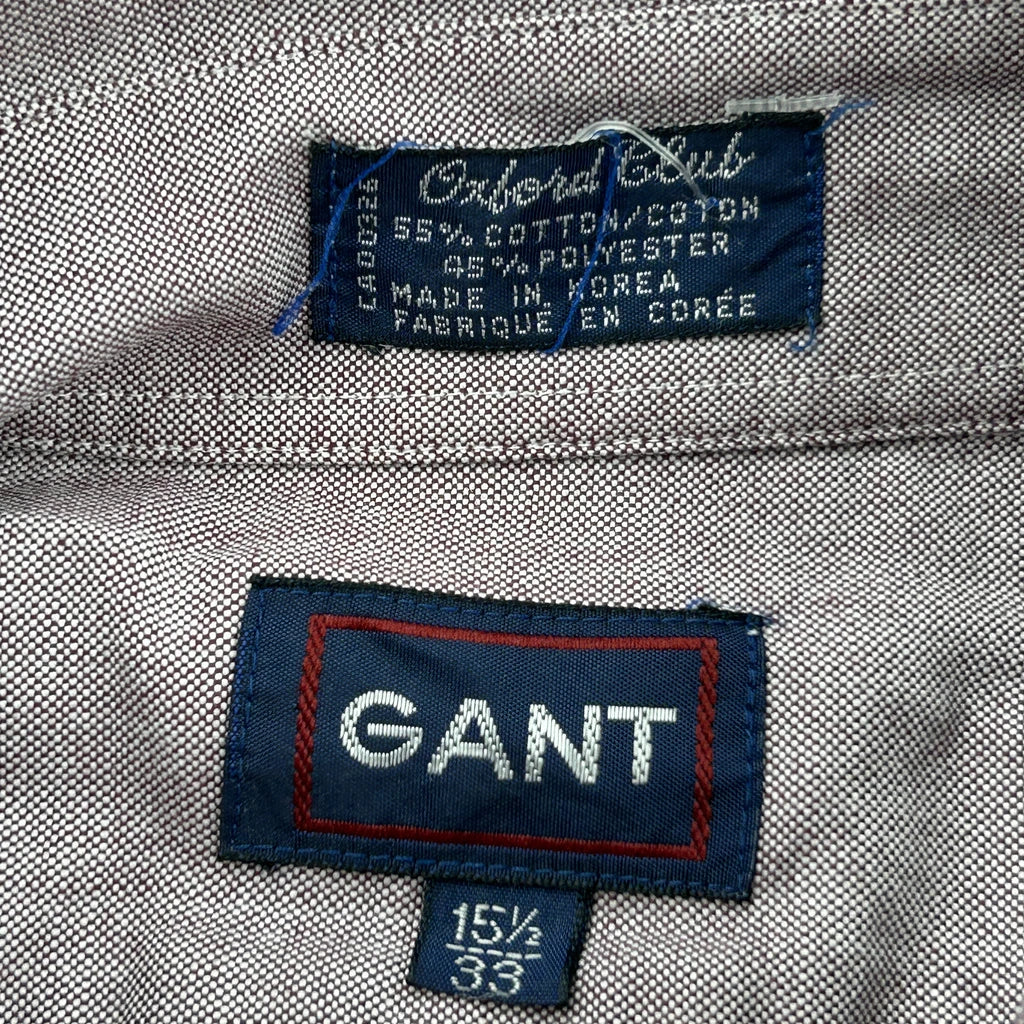 Oxford Club
55% COTTON/COTON
45% POLYESTER
MADE IN KOREA
FABRIQUE EN CORÉE
GANT
15½
33